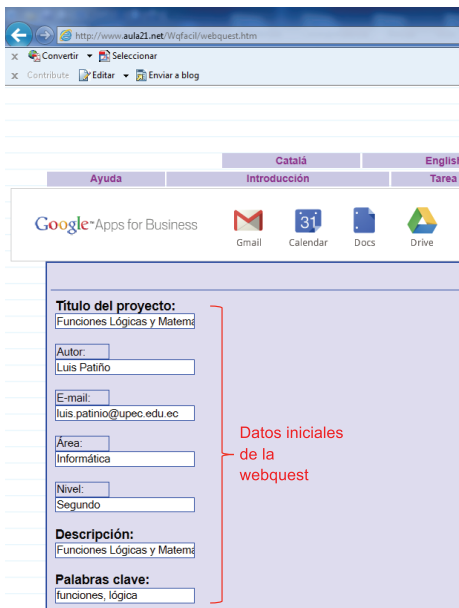 http://www.aula21.net/Wqfacil/webquest.htm
x Convertir Seleccionar
x Contribute Editar Enviar a blog
Català English
Ayuda Introducción Tarea
Google Apps for Business
31
Gmail Calendar Docs Drive
Título del proyecto:
Funciones Lógicas y Matema
Autor:
Luis Patiño
E-mail:
luis.patinio@upec.edu.ec
Área:
Informática
Nivel:
Segundo
Descripción:
Funciones Lógicas y Matema
Palabras clave:
funciones, lógica
Datos iniciales
de la
webquest